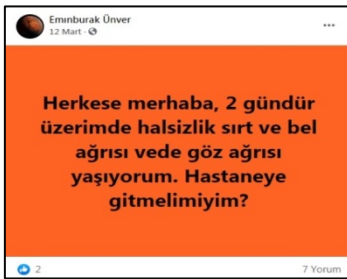 Emınburak Ünver
12 Mart ·
Herkese merhaba, 2 gündür
üzerimde halsizlik sırt ve bel
ağrısı vede göz ağrısı
yaşıyorum. Hastaneye
gitmelimiyim?
2
7 Yorum